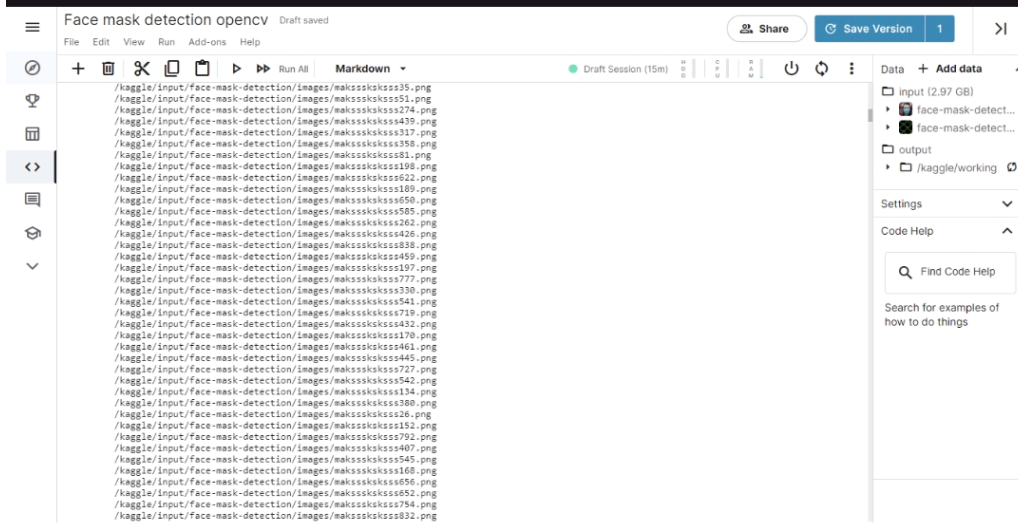 Face mask detection opencv Draft saved
File Edit View Run Add-ons Help
Share
Save Version 1
Run All Markdown
Draft Session (15m)
HDD CPU RAM
/kaggle/input/face-mask-detection/images/maksssksksss35.png
/kaggle/input/face-mask-detection/images/maksssksksss51.png
/kaggle/input/face-mask-detection/images/maksssksksss274.png
/kaggle/input/face-mask-detection/images/maksssksksss439.png
/kaggle/input/face-mask-detection/images/maksssksksss317.png
/kaggle/input/face-mask-detection/images/maksssksksss358.png
/kaggle/input/face-mask-detection/images/maksssksksss81.png
/kaggle/input/face-mask-detection/images/maksssksksss198.png
/kaggle/input/face-mask-detection/images/maksssksksss622.png
/kaggle/input/face-mask-detection/images/maksssksksss189.png
/kaggle/input/face-mask-detection/images/maksssksksss650.png
/kaggle/input/face-mask-detection/images/maksssksksss585.png
/kaggle/input/face-mask-detection/images/maksssksksss262.png
/kaggle/input/face-mask-detection/images/maksssksksss426.png
/kaggle/input/face-mask-detection/images/maksssksksss838.png
/kaggle/input/face-mask-detection/images/maksssksksss459.png
/kaggle/input/face-mask-detection/images/maksssksksss197.png
/kaggle/input/face-mask-detection/images/maksssksksss777.png
/kaggle/input/face-mask-detection/images/maksssksksss330.png
/kaggle/input/face-mask-detection/images/maksssksksss541.png
/kaggle/input/face-mask-detection/images/maksssksksss719.png
/kaggle/input/face-mask-detection/images/maksssksksss432.png
/kaggle/input/face-mask-detection/images/maksssksksss170.png
/kaggle/input/face-mask-detection/images/maksssksksss461.png
/kaggle/input/face-mask-detection/images/maksssksksss445.png
/kaggle/input/face-mask-detection/images/maksssksksss727.png
/kaggle/input/face-mask-detection/images/maksssksksss542.png
/kaggle/input/face-mask-detection/images/maksssksksss134.png
/kaggle/input/face-mask-detection/images/maksssksksss380.png
/kaggle/input/face-mask-detection/images/maksssksksss26.png
/kaggle/input/face-mask-detection/images/maksssksksss152.png
/kaggle/input/face-mask-detection/images/maksssksksss792.png
/kaggle/input/face-mask-detection/images/maksssksksss407.png
/kaggle/input/face-mask-detection/images/maksssksksss545.png
/kaggle/input/face-mask-detection/images/maksssksksss168.png
/kaggle/input/face-mask-detection/images/maksssksksss656.png
/kaggle/input/face-mask-detection/images/maksssksksss652.png
/kaggle/input/face-mask-detection/images/maksssksksss754.png
/kaggle/input/face-mask-detection/images/maksssksksss832.png
Data + Add data
input (2.97 GB)
face-mask-detect...
face-mask-detect...
output
/kaggle/working
Settings
Code Help
Find Code Help
Search for examples of
how to do things